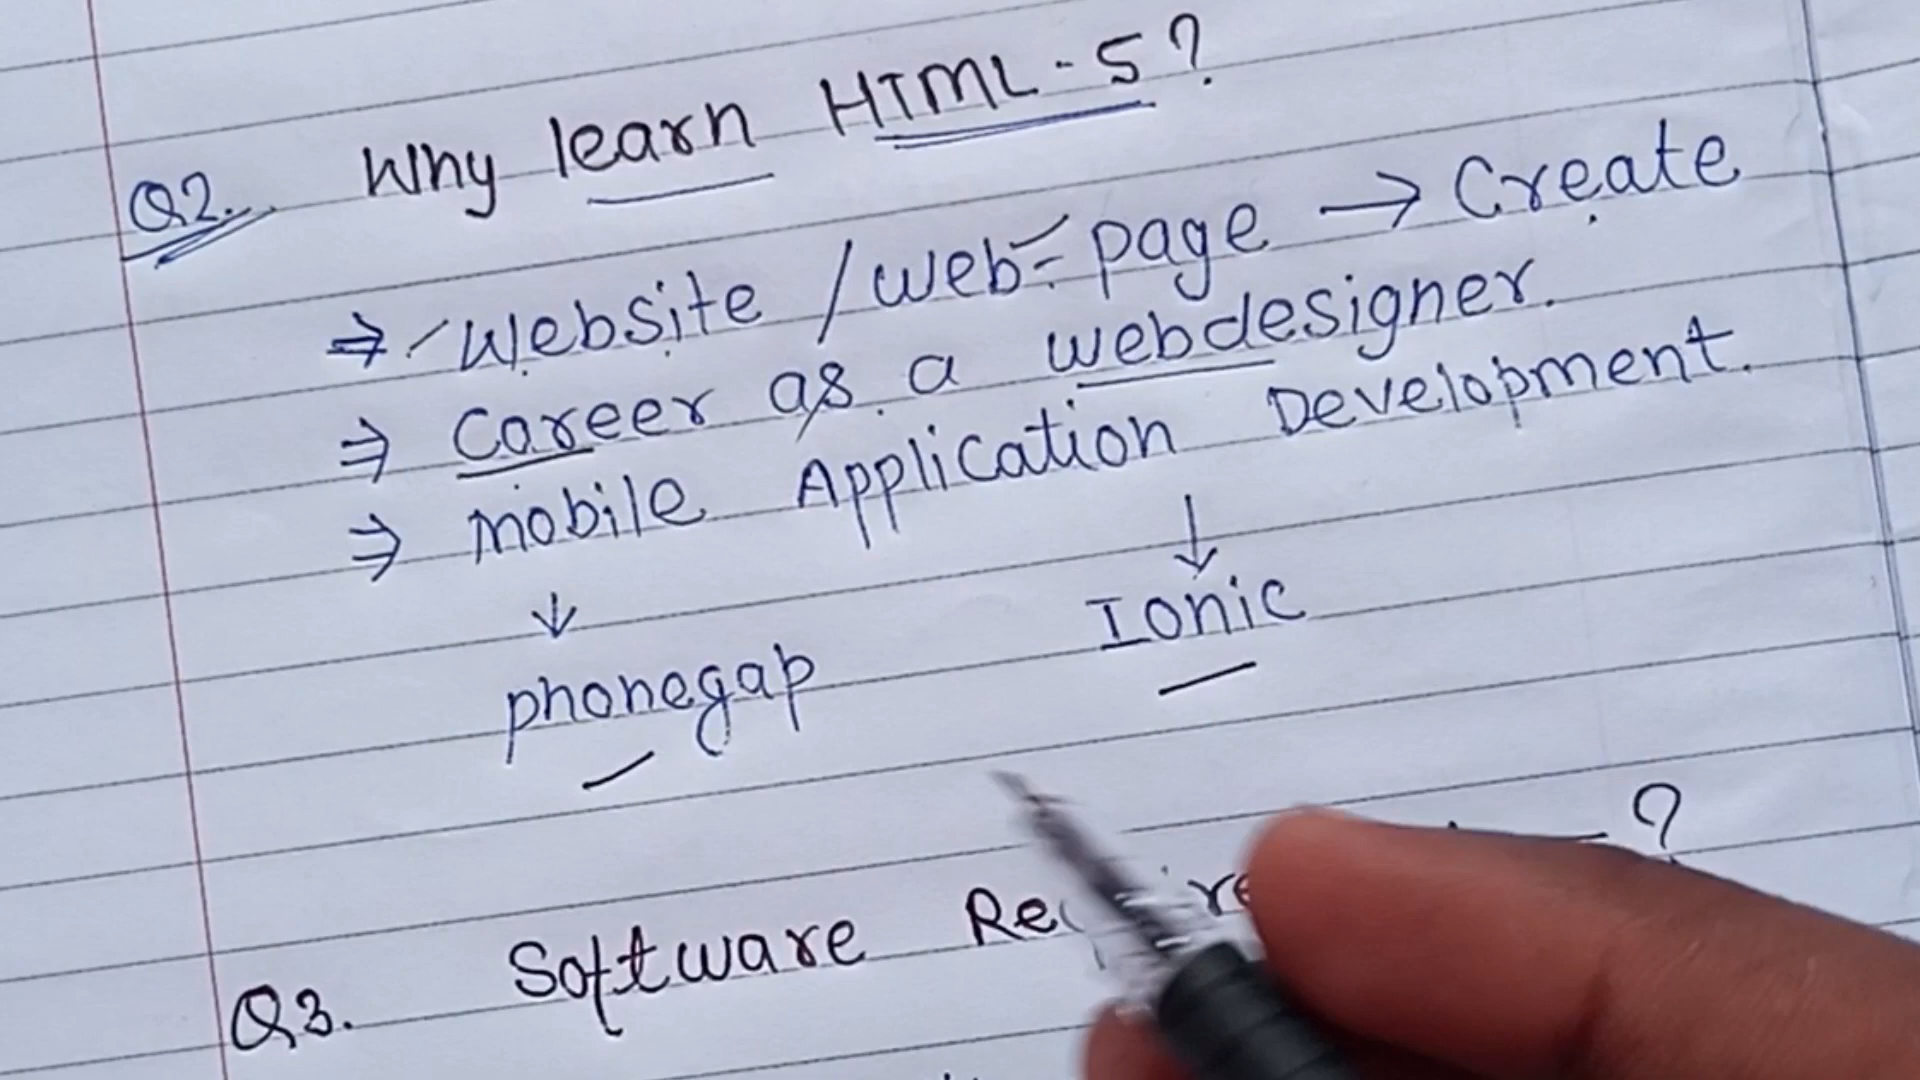 Q2. Why learn HTML-5?
⇒ Website / web-page → Create
⇒ Career as a webdesigner.
⇒ mobile Application Development.
↓ ↓
phonegap Ionic
Q3. Software ?